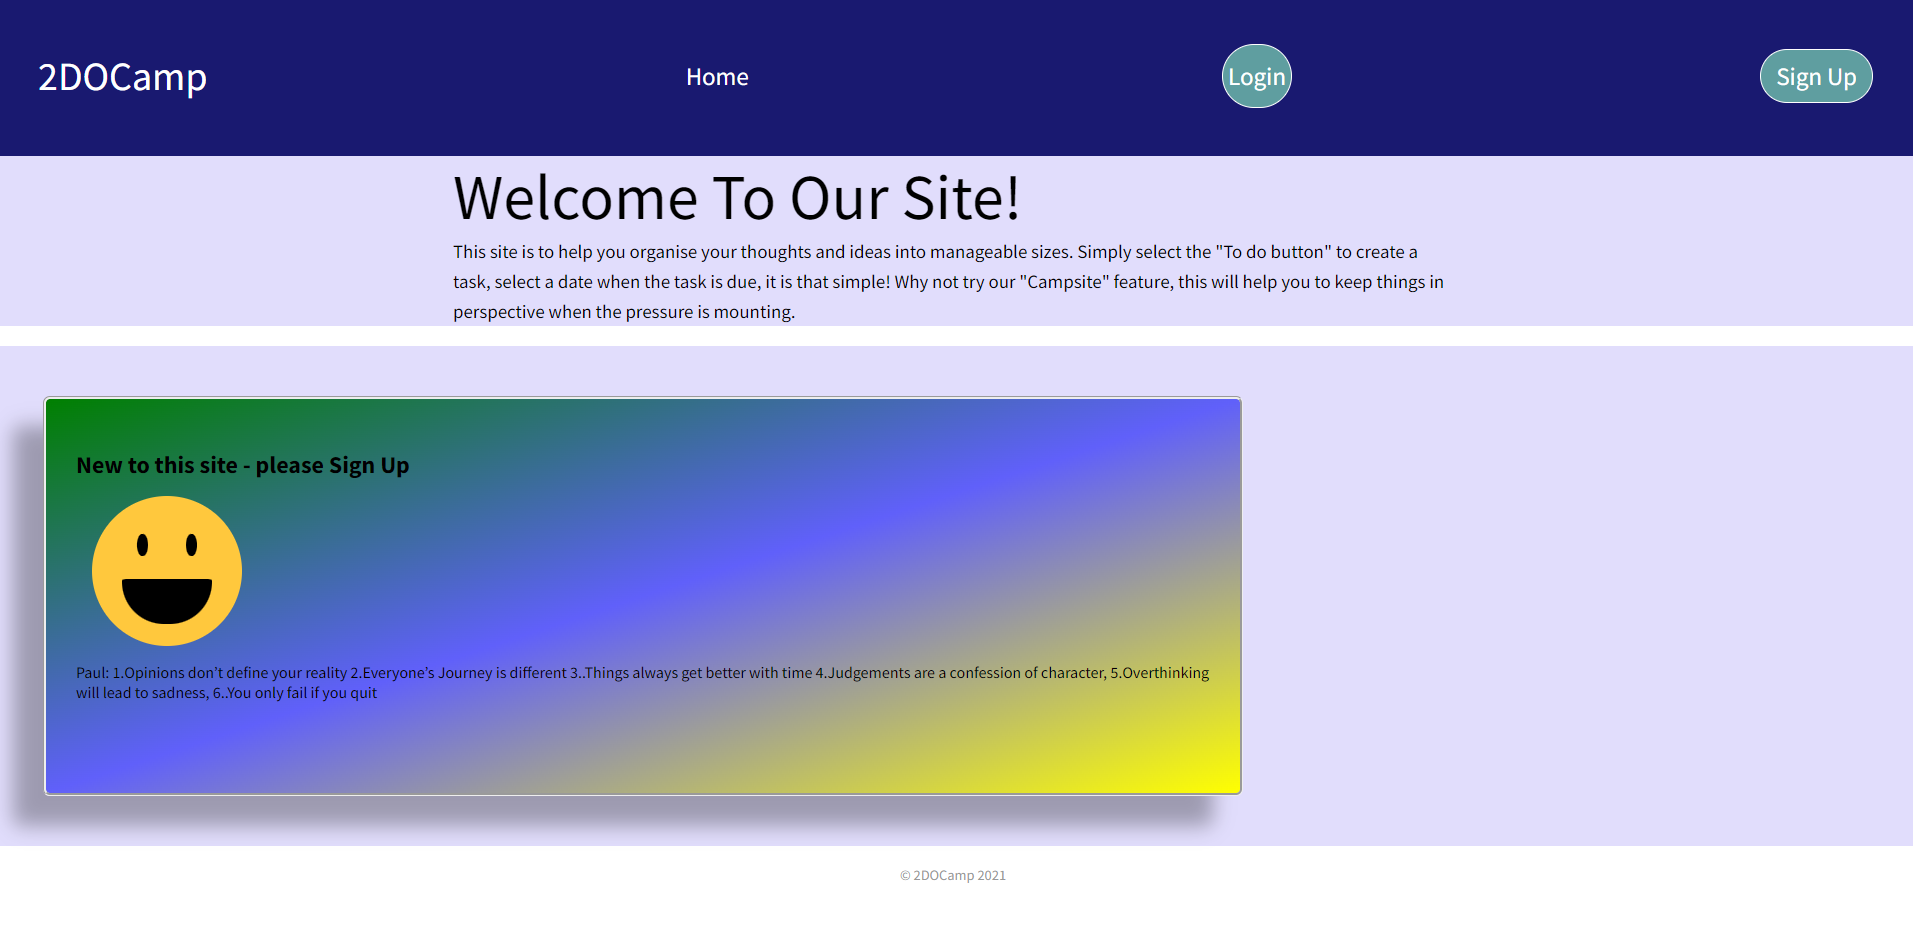 2DOCamp
Home
Login
Sign Up
Welcome To Our Site!
This site is to help you organise your thoughts and ideas into manageable sizes. Simply select the "To do button" to create a
task, select a date when the task is due, it is that simple! Why not try our "Campsite" feature, this will help you to keep things in
perspective when the pressure is mounting.
New to this site - please Sign Up
Paul: 1.Opinions don’t define your reality 2.Everyone’s Journey is different 3..Things always get better with time 4.Judgements are a confession of character, 5.Overthinking
will lead to sadness, 6..You only fail if you quit
© 2DOCamp 2021